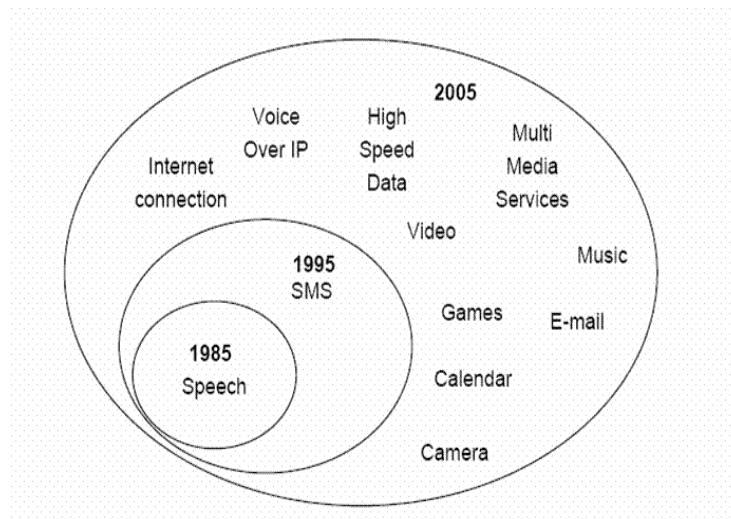 2005
Voice
Over IP
High
Speed
Data
Multi
Media
Services
Internet
connection
Video
Music
1995
SMS
Games
E-mail
1985
Speech
Calendar
Camera